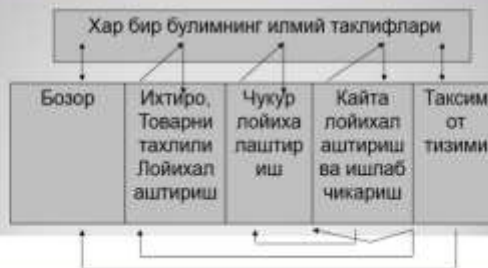 Хар бир булимнинг илмий таклифлари
Бозор
Ихтиро,
Товарни
тахлили
Лойихал
аштириш
Чукур
лойиха
лаштир
иш
Кайта
лойихал
аштириш
ва ишлаб
чикариш
Таксим
от
тизими